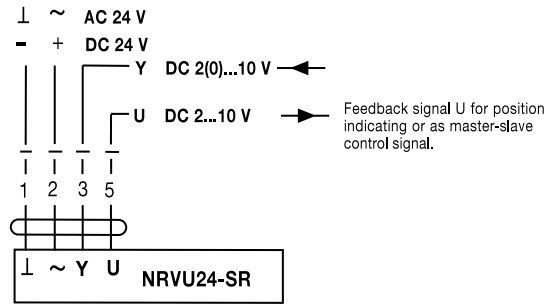 ⊥ ~ AC 24 V
- + DC 24 V
Y DC 2(0)...10 V
U DC 2...10 V
Feedback signal U for position
indicating or as master-slave
control signal.
1 2 3 5
⊥ ~ Y U
NRVU24-SR